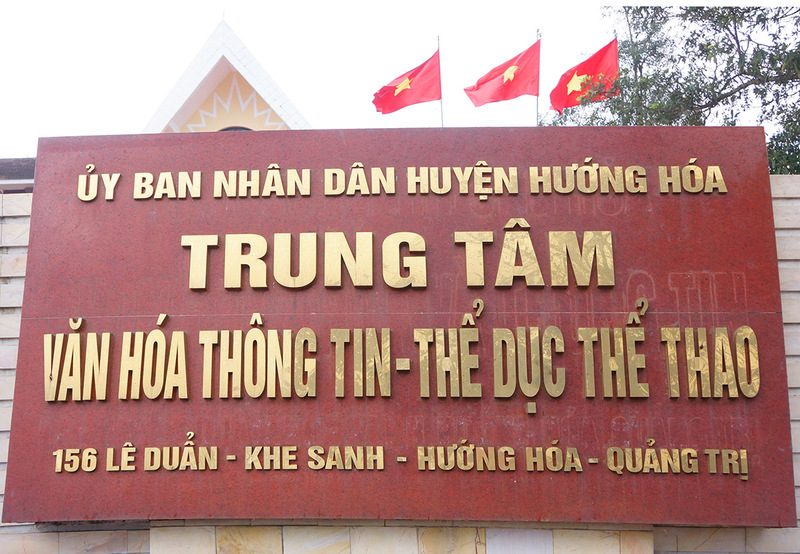 ỦY BAN NHÂN DÂN HUYỆN HƯỚNG HÓA
TRUNG TÂM
VĂN HÓA THÔNG TIN-THỂ DỤC THỂ THAO
156 LÊ DUẨN - KHE SANH - HƯỚNG HÓA - QUẢNG TRỊ